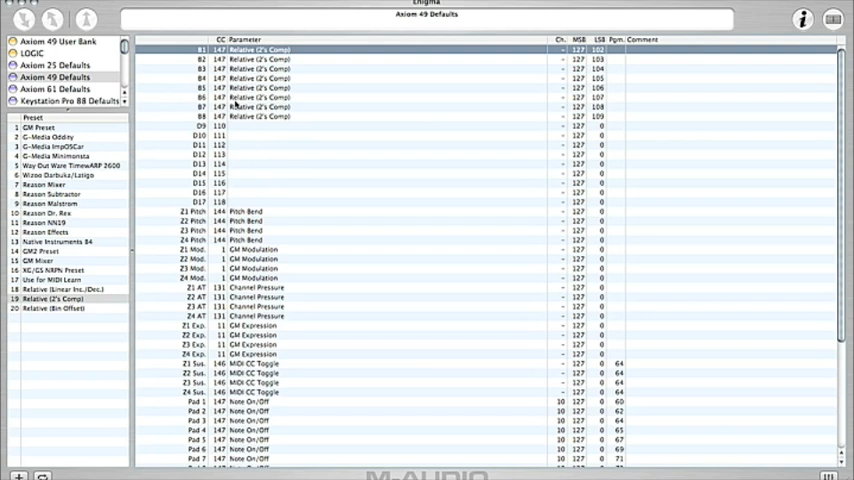 Enigma
Axiom 49 Defaults
Axiom 49 User Bank
LOGIC
Axiom 25 Defaults
Axiom 49 Defaults
Axiom 61 Defaults
Keystation Pro 88 Defaults
Preset
1 GM Preset
2 G-Media Oddity
3 G-Media ImpOSCar
4 G-Media Minimonsta
5 Way Out Ware TimewARP 2600
6 Wizoo Darbuka/Latigo
7 Reason Mixer
8 Reason Subtractor
9 Reason Malstrom
10 Reason Dr. Rex
11 Reason NN19
12 Reason Effects
13 Native Instruments B4
14 GM2 Preset
15 GM Mixer
16 XG/GS NRPN Preset
17 Use for MIDI Learn
18 Relative (Linear Inc./Dec.)
19 Relative (2's Comp)
20 Relative (Bin Offset)
CC Parameter Ch. MSB LSB Pgm. Comment
B1 147 Relative (2's Comp) – 127 102
B2 147 Relative (2's Comp) – 127 103
B3 147 Relative (2's Comp) – 127 104
B4 147 Relative (2's Comp) – 127 105
B5 147 Relative (2's Comp) – 127 106
B6 147 Relative (2's Comp) – 127 107
B7 147 Relative (2's Comp) – 127 108
B8 147 Relative (2's Comp) – 127 109
D9 110 127 0
D10 111 127 0
D11 112 127 0
D12 113 127 0
D13 114 127 0
D14 115 127 0
D15 116 127 0
D16 117 127 0
D17 118 127 0
Z1 Pitch 144 Pitch Bend – 127 0
Z2 Pitch 144 Pitch Bend – 127 0
Z3 Pitch 144 Pitch Bend – 127 0
Z4 Pitch 144 Pitch Bend – 127 0
Z1 Mod. 1 GM Modulation – 127 0
Z2 Mod. 1 GM Modulation – 127 0
Z3 Mod. 1 GM Modulation – 127 0
Z4 Mod. 1 GM Modulation – 127 0
Z1 AT 131 Channel Pressure – 127 0
Z2 AT 131 Channel Pressure – 127 0
Z3 AT 131 Channel Pressure – 127 0
Z4 AT 131 Channel Pressure – 127 0
Z1 Exp. 11 GM Expression – 127 0
Z2 Exp. 11 GM Expression – 127 0
Z3 Exp. 11 GM Expression – 127 0
Z4 Exp. 11 GM Expression – 127 0
Z1 Sus. 146 MIDI CC Toggle – 127 0 64
Z2 Sus. 146 MIDI CC Toggle – 127 0 64
Z3 Sus. 146 MIDI CC Toggle – 127 0 64
Z4 Sus. 146 MIDI CC Toggle – 127 0 64
Pad 1 147 Note On/Off 10 127 0 60
Pad 2 147 Note On/Off 10 127 0 62
Pad 3 147 Note On/Off 10 127 0 64
Pad 4 147 Note On/Off 10 127 0 65
Pad 5 147 Note On/Off 10 127 0 67
Pad 6 147 Note On/Off 10 127 0 69
Pad 7 147 Note On/Off 10 127 0 71
M-AUDIO